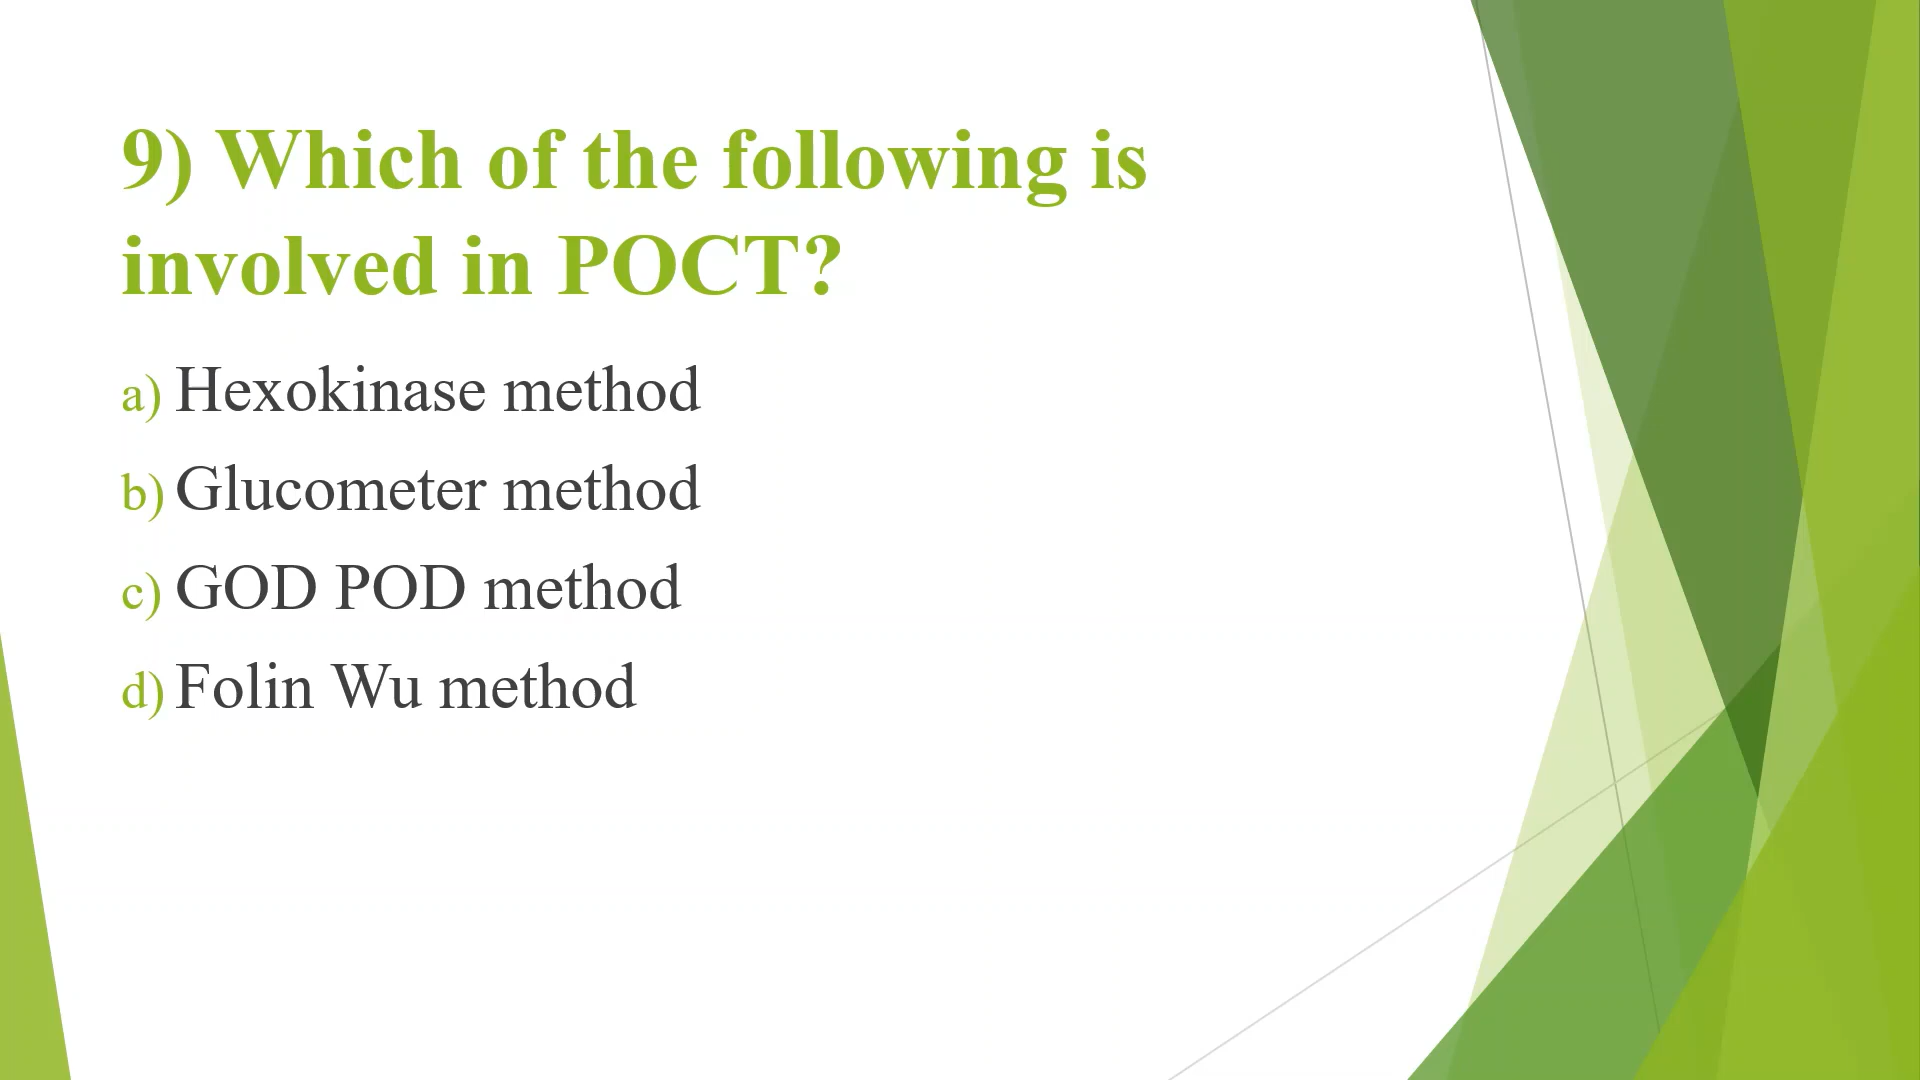 9) Which of the following is
involved in POCT?
a) Hexokinase method
b) Glucometer method
c) GOD POD method
d) Folin Wu method